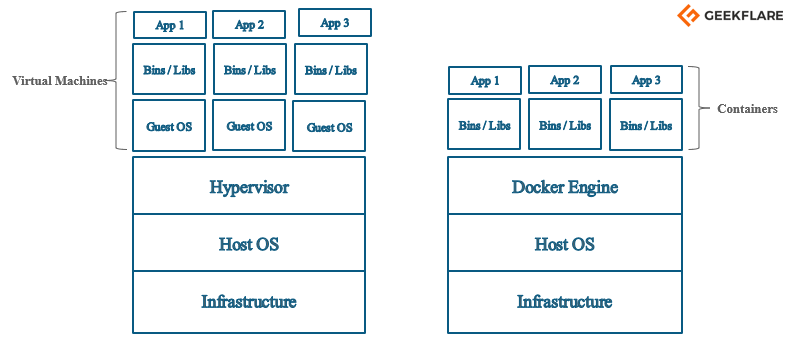 GEEKFLARE
Virtual Machines
App 1
App 2
App 3
Bins / Libs
Bins / Libs
Bins / Libs
Guest OS
Guest OS
Guest OS
Hypervisor
Host OS
Infrastructure
App 1
App 2
App 3
Bins / Libs
Bins / Libs
Bins / Libs
Containers
Docker Engine
Host OS
Infrastructure